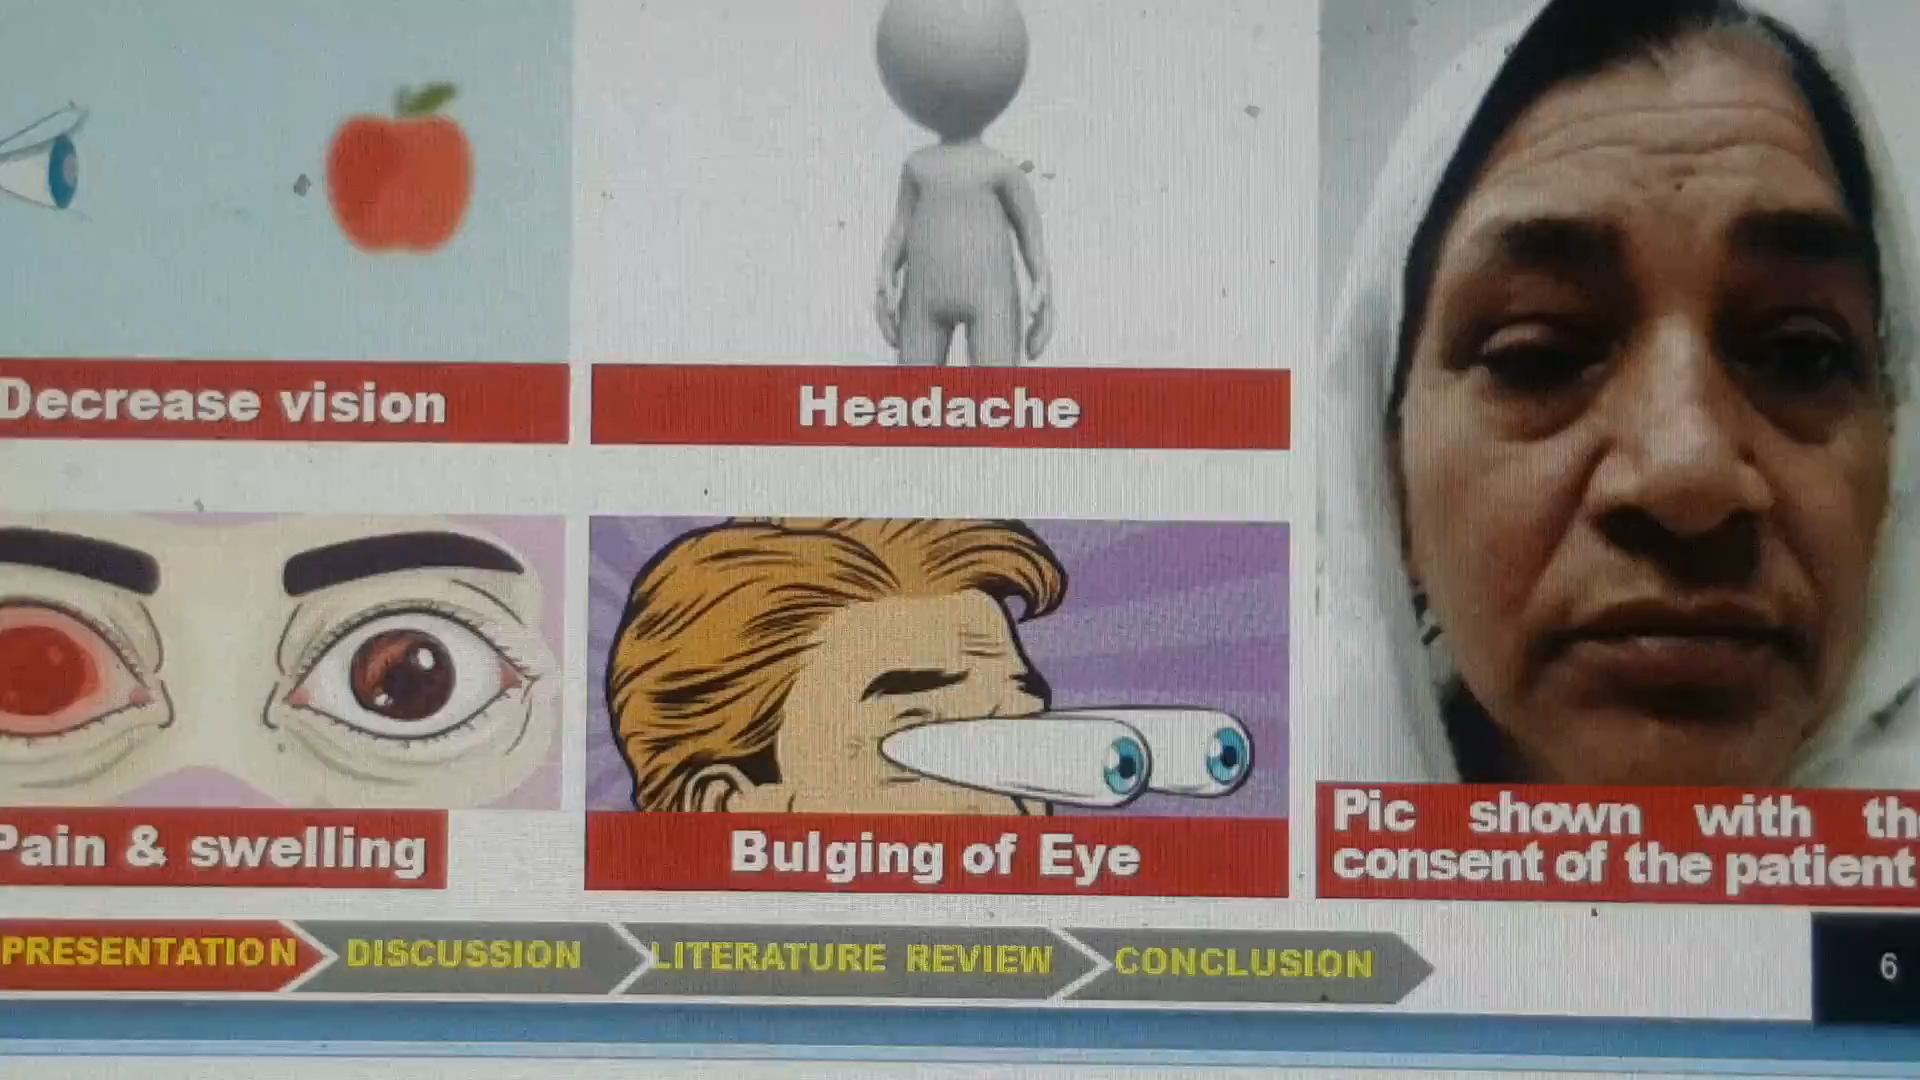 Decrease vision
Headache
Pain & swelling
Bulging of Eye
Pic shown with
consent of the patient
PRESENTATION
DISCUSSION
LITERATURE REVIEW
CONCLUSION
6